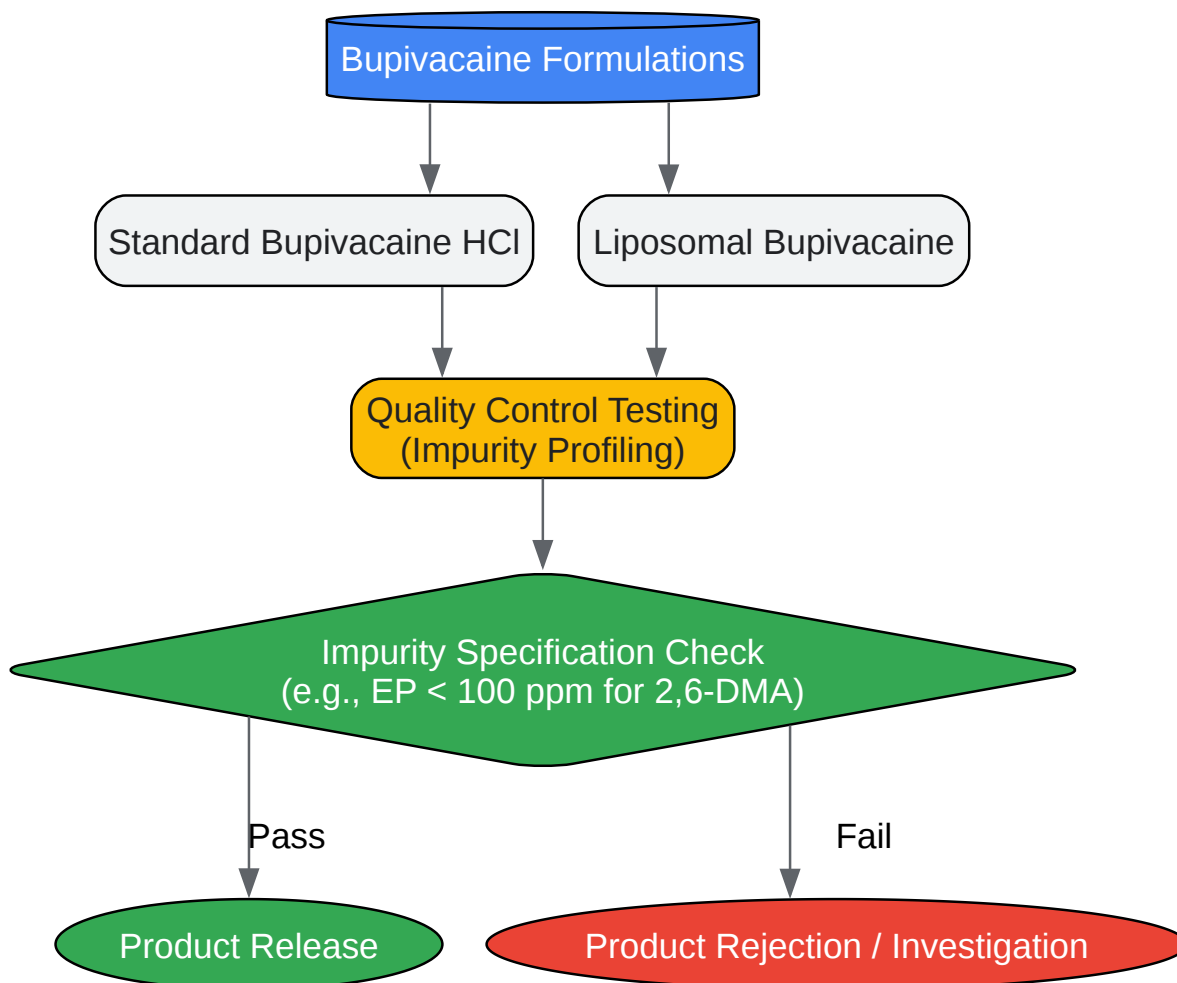 Bupivacaine Formulations
Standard Bupivacaine HCl
Liposomal Bupivacaine
Quality Control Testing
(Impurity Profiling)
Impurity Specification Check
(e.g., EP < 100 ppm for 2,6-DMA)
Pass
Fail
Product Release
Product Rejection / Investigation